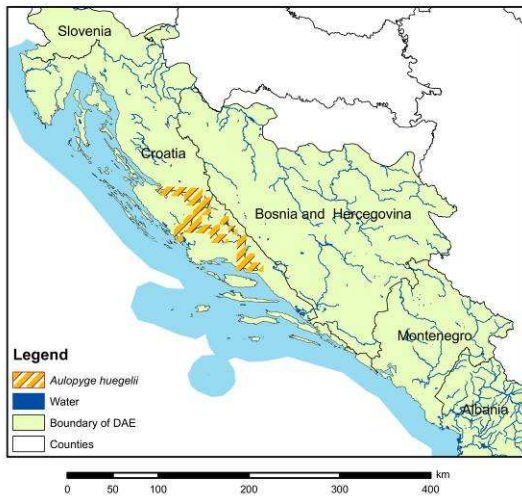 Slovenia
Croatia
Bosnia and Hercegovina
Montenegro
Albania
Legend
Aulopyge huegelii
Water
Boundary of DAE
Counties
km
0 50 100 200 300 400